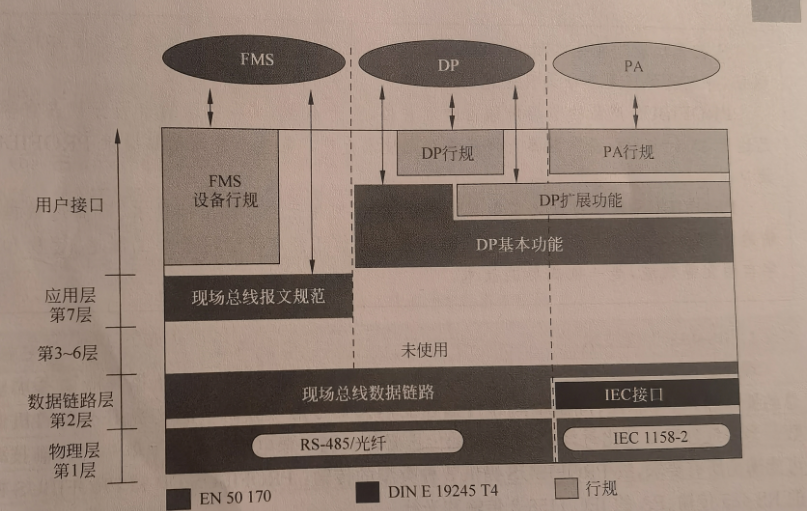 FMS
DP
PA
FMS
设备行规
DP行规
PA行规
DP扩展功能
DP基本功能
用户接口
应用层
第7层
现场总线报文规范
第3~6层
未使用
数据链路层
第2层
现场总线数据链路
IEC接口
物理层
第1层
RS-485/光纤
IEC 1158-2
EN 50 170
DIN E 19245 T4
行规